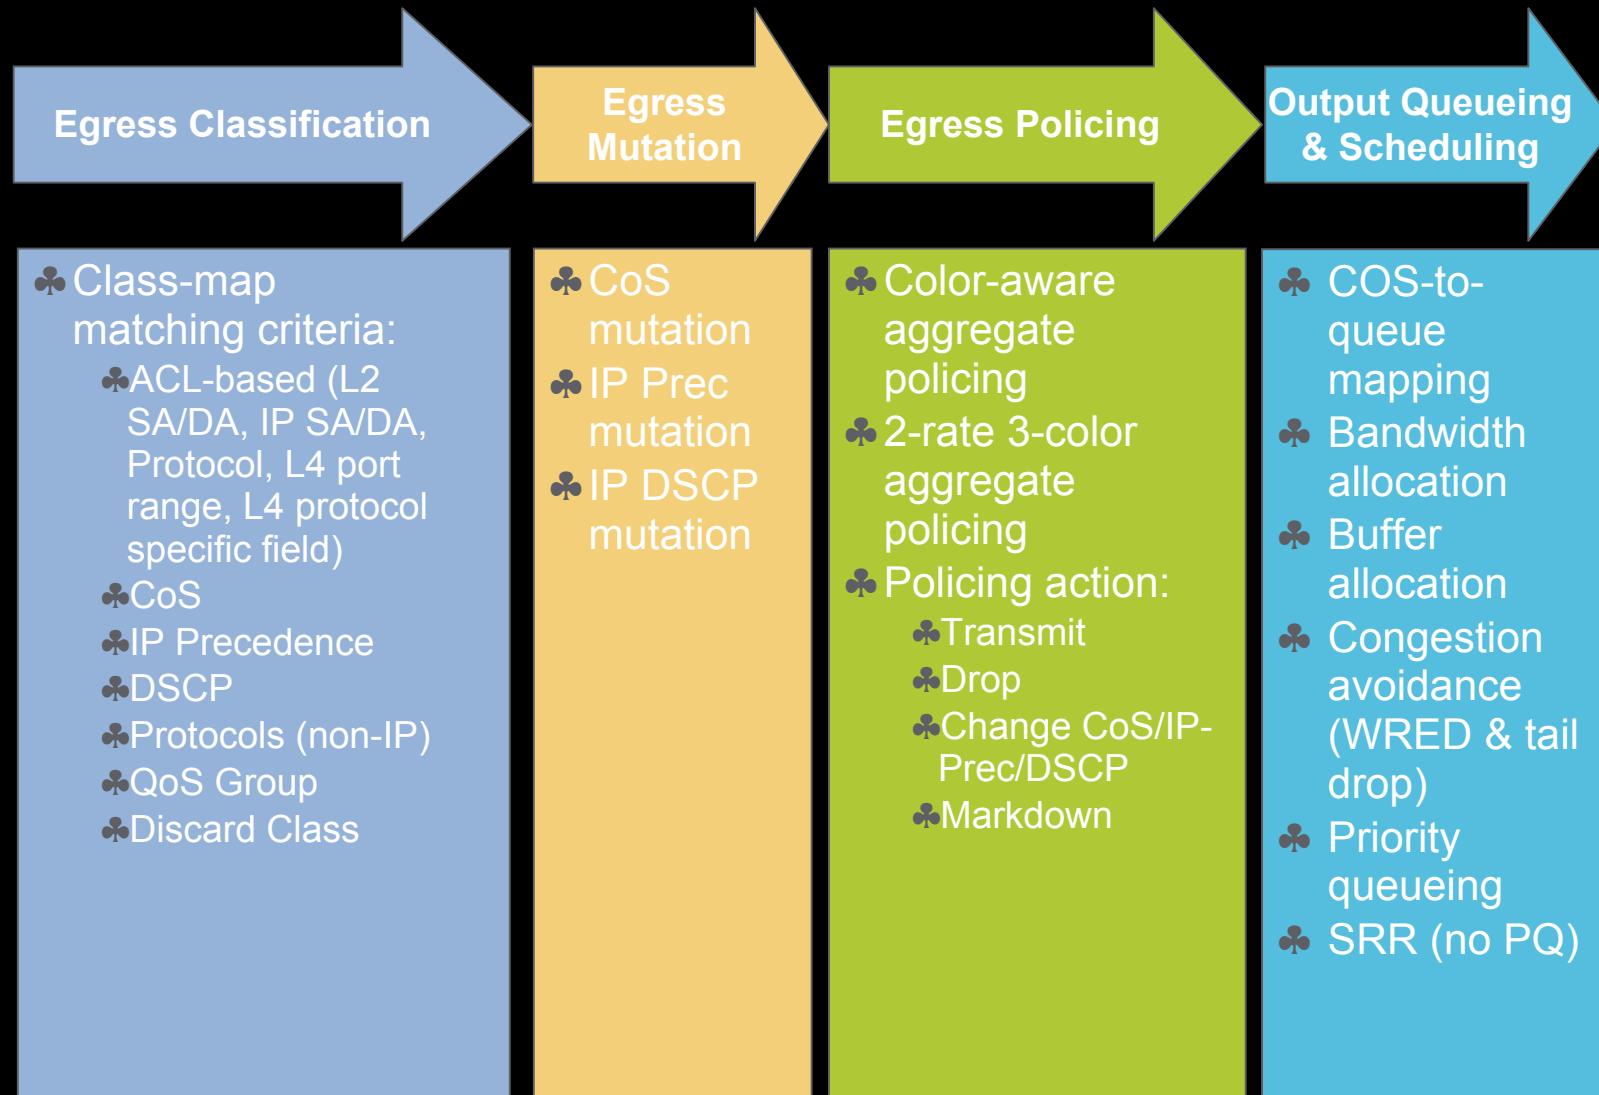 Egress Classification
Egress
Mutation
Egress Policing
Output Queueing
& Scheduling
♣ Class-map
matching criteria:
♣ACL-based (L2
SA/DA, IP SA/DA,
Protocol, L4 port
range, L4 protocol
specific field)
♣CoS
♣IP Precedence
♣DSCP
♣Protocols (non-IP)
♣QoS Group
♣Discard Class
♣ CoS
mutation
♣ IP Prec
mutation
♣ IP DSCP
mutation
♣ Color-aware
aggregate
policing
♣ 2-rate 3-color
aggregate
policing
♣ Policing action:
♣Transmit
♣Drop
♣Change CoS/IP-
Prec/DSCP
♣Markdown
♣ COS-to-
queue
mapping
♣ Bandwidth
allocation
♣ Buffer
allocation
♣ Congestion
avoidance
(WRED & tail
drop)
♣ Priority
queueing
♣ SRR (no PQ)